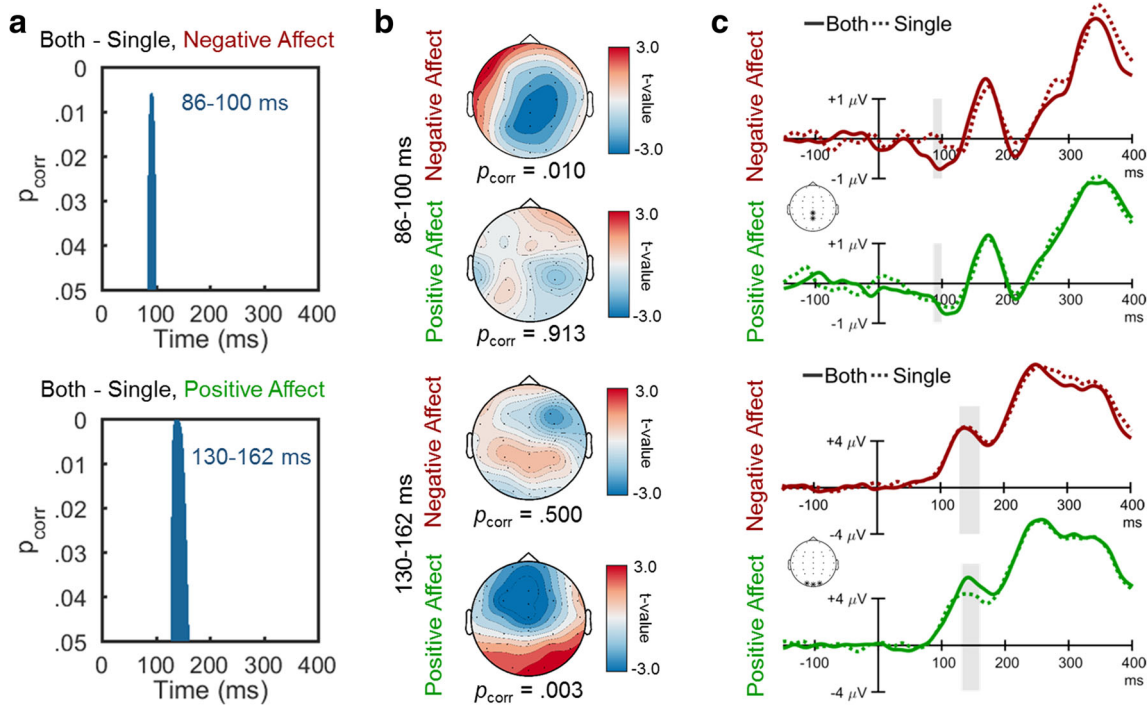 a
Both - Single, Negative Affect
0
.01
.02
.03
.04
.05
p corr
86-100 ms
0 100 200 300 400
Time (ms)
Both - Single, Positive Affect
0
.01
.02
.03
.04
.05
p corr
130-162 ms
0 100 200 300 400
Time (ms)
b
86-100 ms
Negative Affect
3.0
t-value
-3.0
p corr = .010
Positive Affect
3.0
t-value
-3.0
p corr = .913
130-162 ms
Negative Affect
3.0
t-value
-3.0
p corr = .500
Positive Affect
3.0
t-value
-3.0
p corr = .003
c
Both Single
Negative Affect
+1 µV
-100 100 200 300 400
ms
-1 µV
Positive Affect
+1 µV
-100 100 200 300 400
ms
-1 µV
Both Single
Negative Affect
+4 µV
-100 100 200 300 400
ms
-4 µV
Positive Affect
+4 µV
-100 100 200 300 400
ms
-4 µV